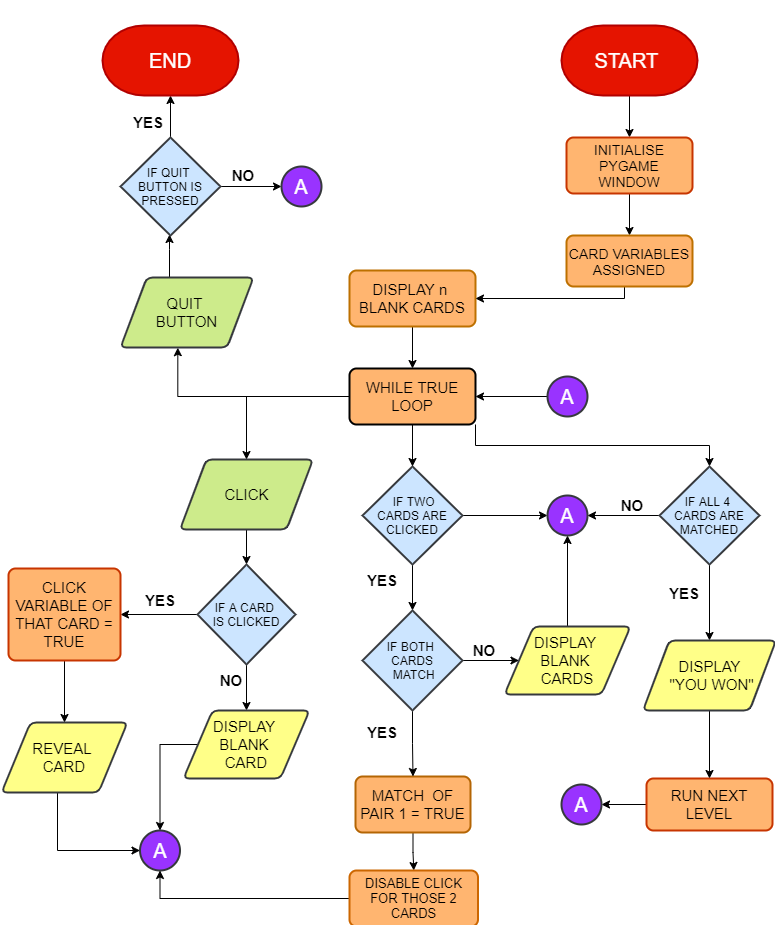 END
START
YES
INITIALISE
PYGAME
WINDOW
IF QUIT
BUTTON IS
PRESSED
NO
A
CARD VARIABLES
ASSIGNED
QUIT
BUTTON
DISPLAY n
BLANK CARDS
WHILE TRUE
LOOP
A
CLICK
IF TWO
CARDS ARE
CLICKED
A
NO
IF ALL 4
CARDS ARE
MATCHED
CLICK
VARIABLE OF
THAT CARD =
TRUE
YES
IF A CARD
IS CLICKED
YES
YES
IF BOTH
CARDS
MATCH
NO
DISPLAY
BLANK
CARDS
DISPLAY
"YOU WON"
NO
REVEAL
CARD
DISPLAY
BLANK
CARD
YES
MATCH OF
PAIR 1 = TRUE
A
RUN NEXT
LEVEL
A
DISABLE CLICK
FOR THOSE 2
CARDS